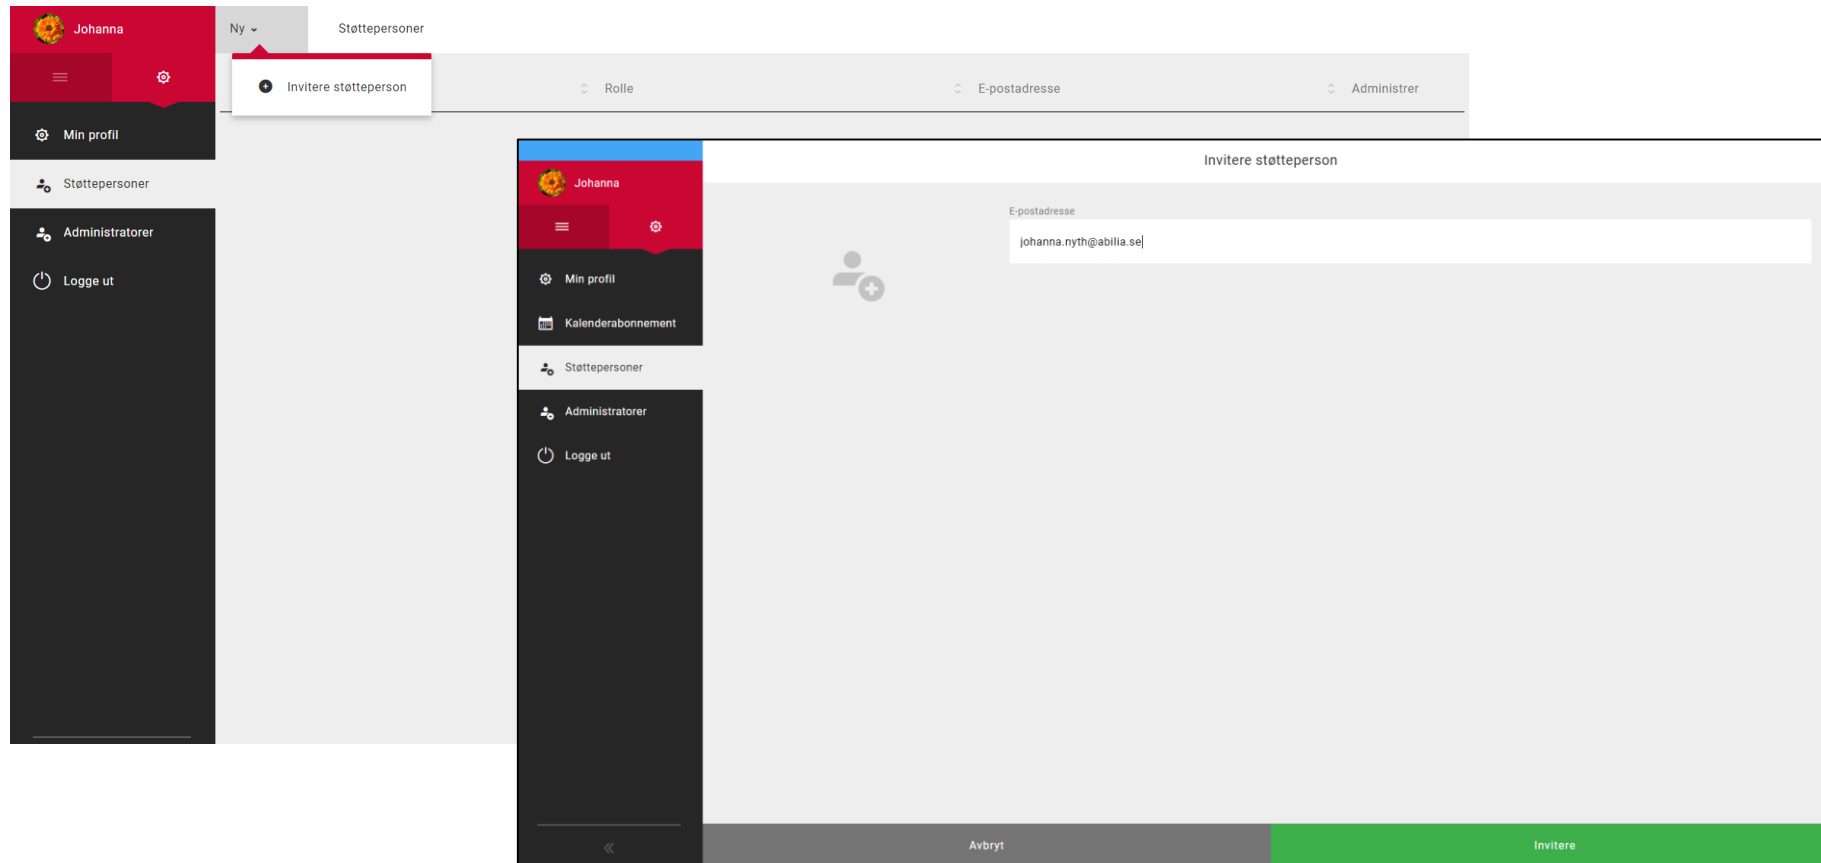 Johanna
Ny
Støttepersoner
Invitere støtteperson
Rolle
E-postadresse
Administrer
Min profil
Støttepersoner
Administratorer
Logge ut
Invitere støtteperson
Johanna
E-postadresse
johanna.nyth@abilia.se
Min profil
Kalenderabonnement
Støttepersoner
Administratorer
Logge ut
Avbryt
Invitere